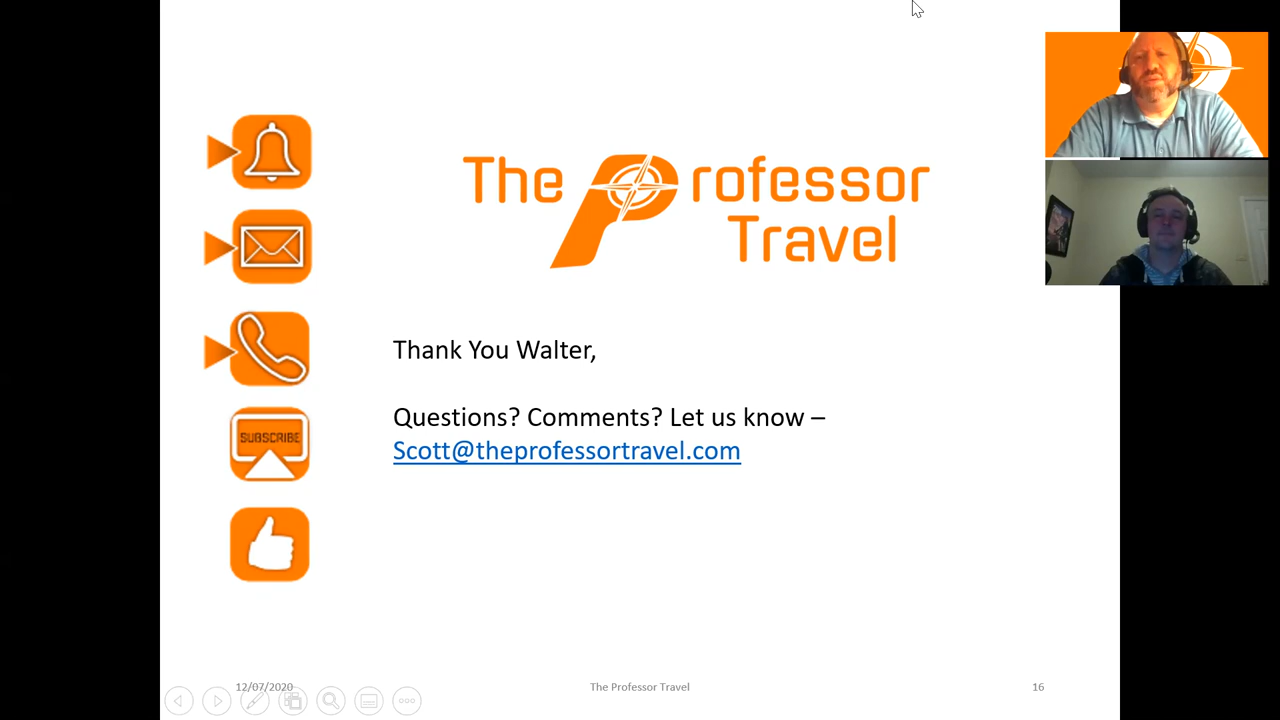 The Professor
Travel
Thank You Walter,
Questions? Comments? Let us know –
Scott@theprofessortravel.com
SUBSCRIBE
12/07/2020
The Professor Travel
16